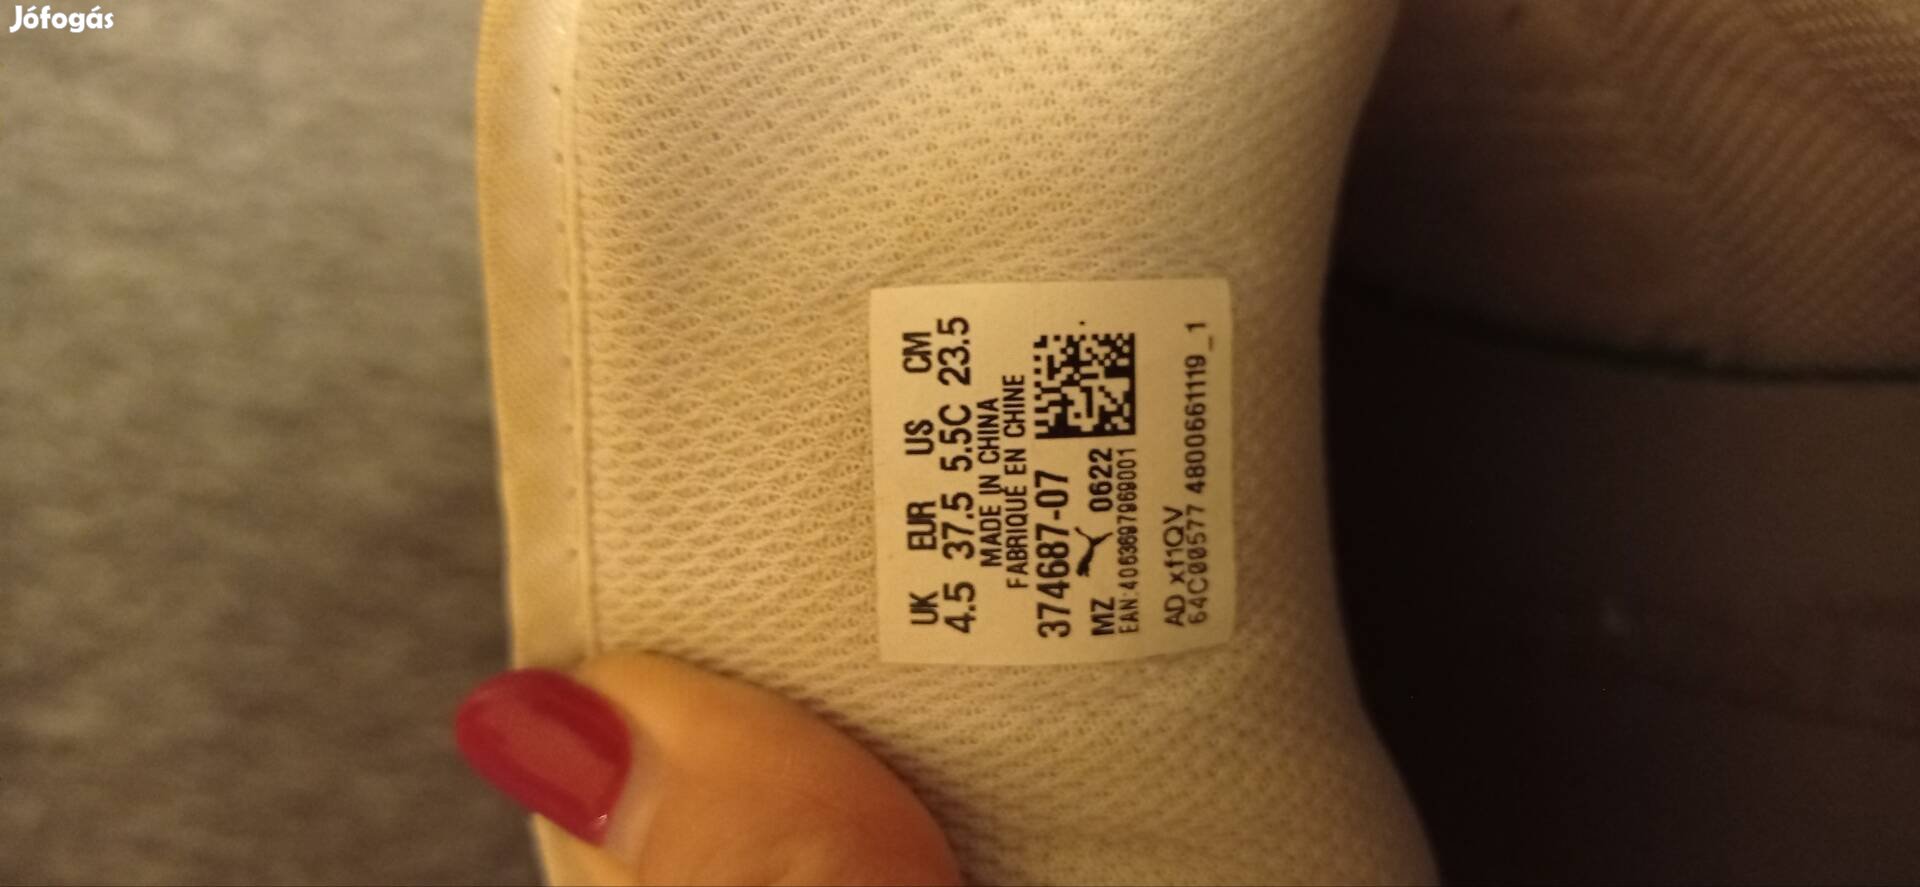 Jófogás
UK EUR US CM
4.5 37.5 5.5C 23.5
MADE IN CHINA
FABRIQUÉ EN CHINE
374687-07
MZ 0622
EAN:4063697969001
AD xf1QV
64C00577 4800661119_1